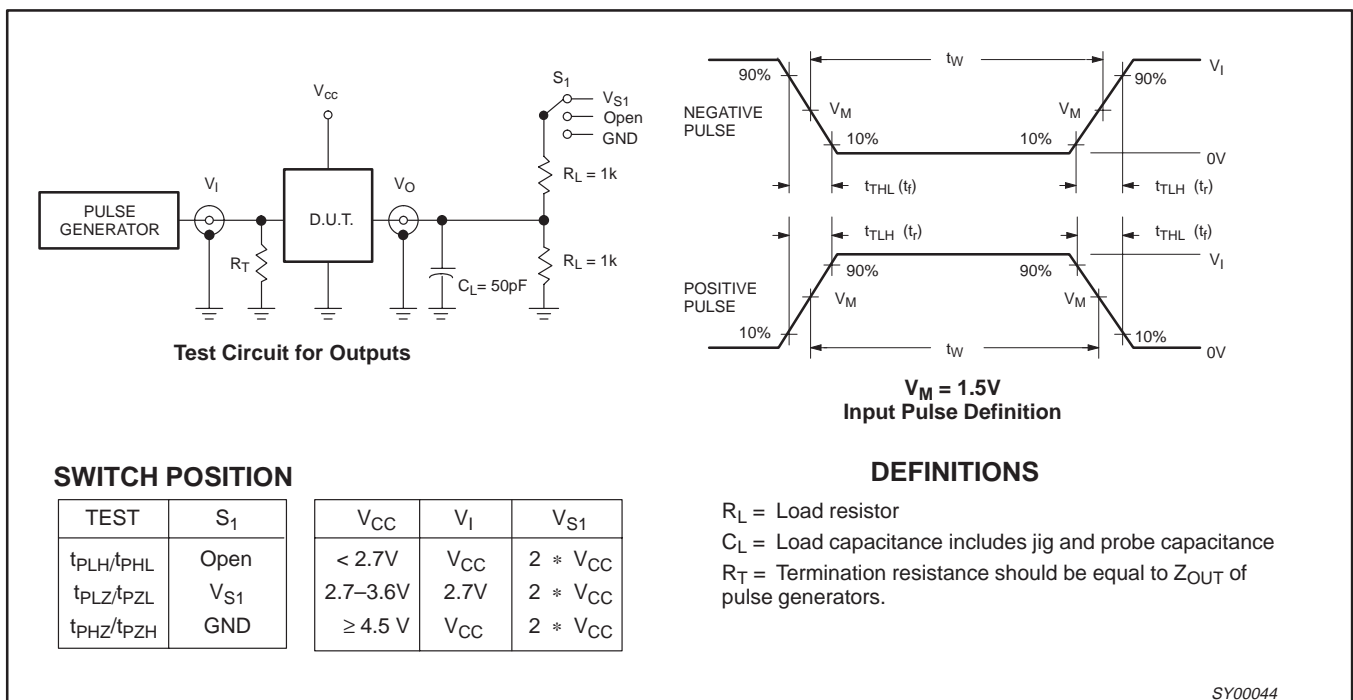 S1
VS1
Open
GND
Vcc
RL = 1k
VI
VO
PULSE
GENERATOR
D.U.T.
RT
RL = 1k
CL= 50pF
Test Circuit for Outputs
tW
90%
90%
VI
NEGATIVE
PULSE
VM
VM
10%
10%
0V
tTHL (tf)
tTLH (tr)
tTLH (tr)
tTHL (tf)
VI
90%
90%
POSITIVE
PULSE
VM
VM
10%
10%
tW
0V
VM = 1.5V
Input Pulse Definition
SWITCH POSITION
TEST S1
tPLH/tPHL Open
tPLZ/tPZL VS1
tPHZ/tPZH GND
VCC VI VS1
< 2.7V VCC 2 * VCC
2.7–3.6V 2.7V 2 * VCC
≥ 4.5 V VCC 2 * VCC
DEFINITIONS
RL = Load resistor
CL = Load capacitance includes jig and probe capacitance
RT = Termination resistance should be equal to ZOUT of
pulse generators.
SY00044